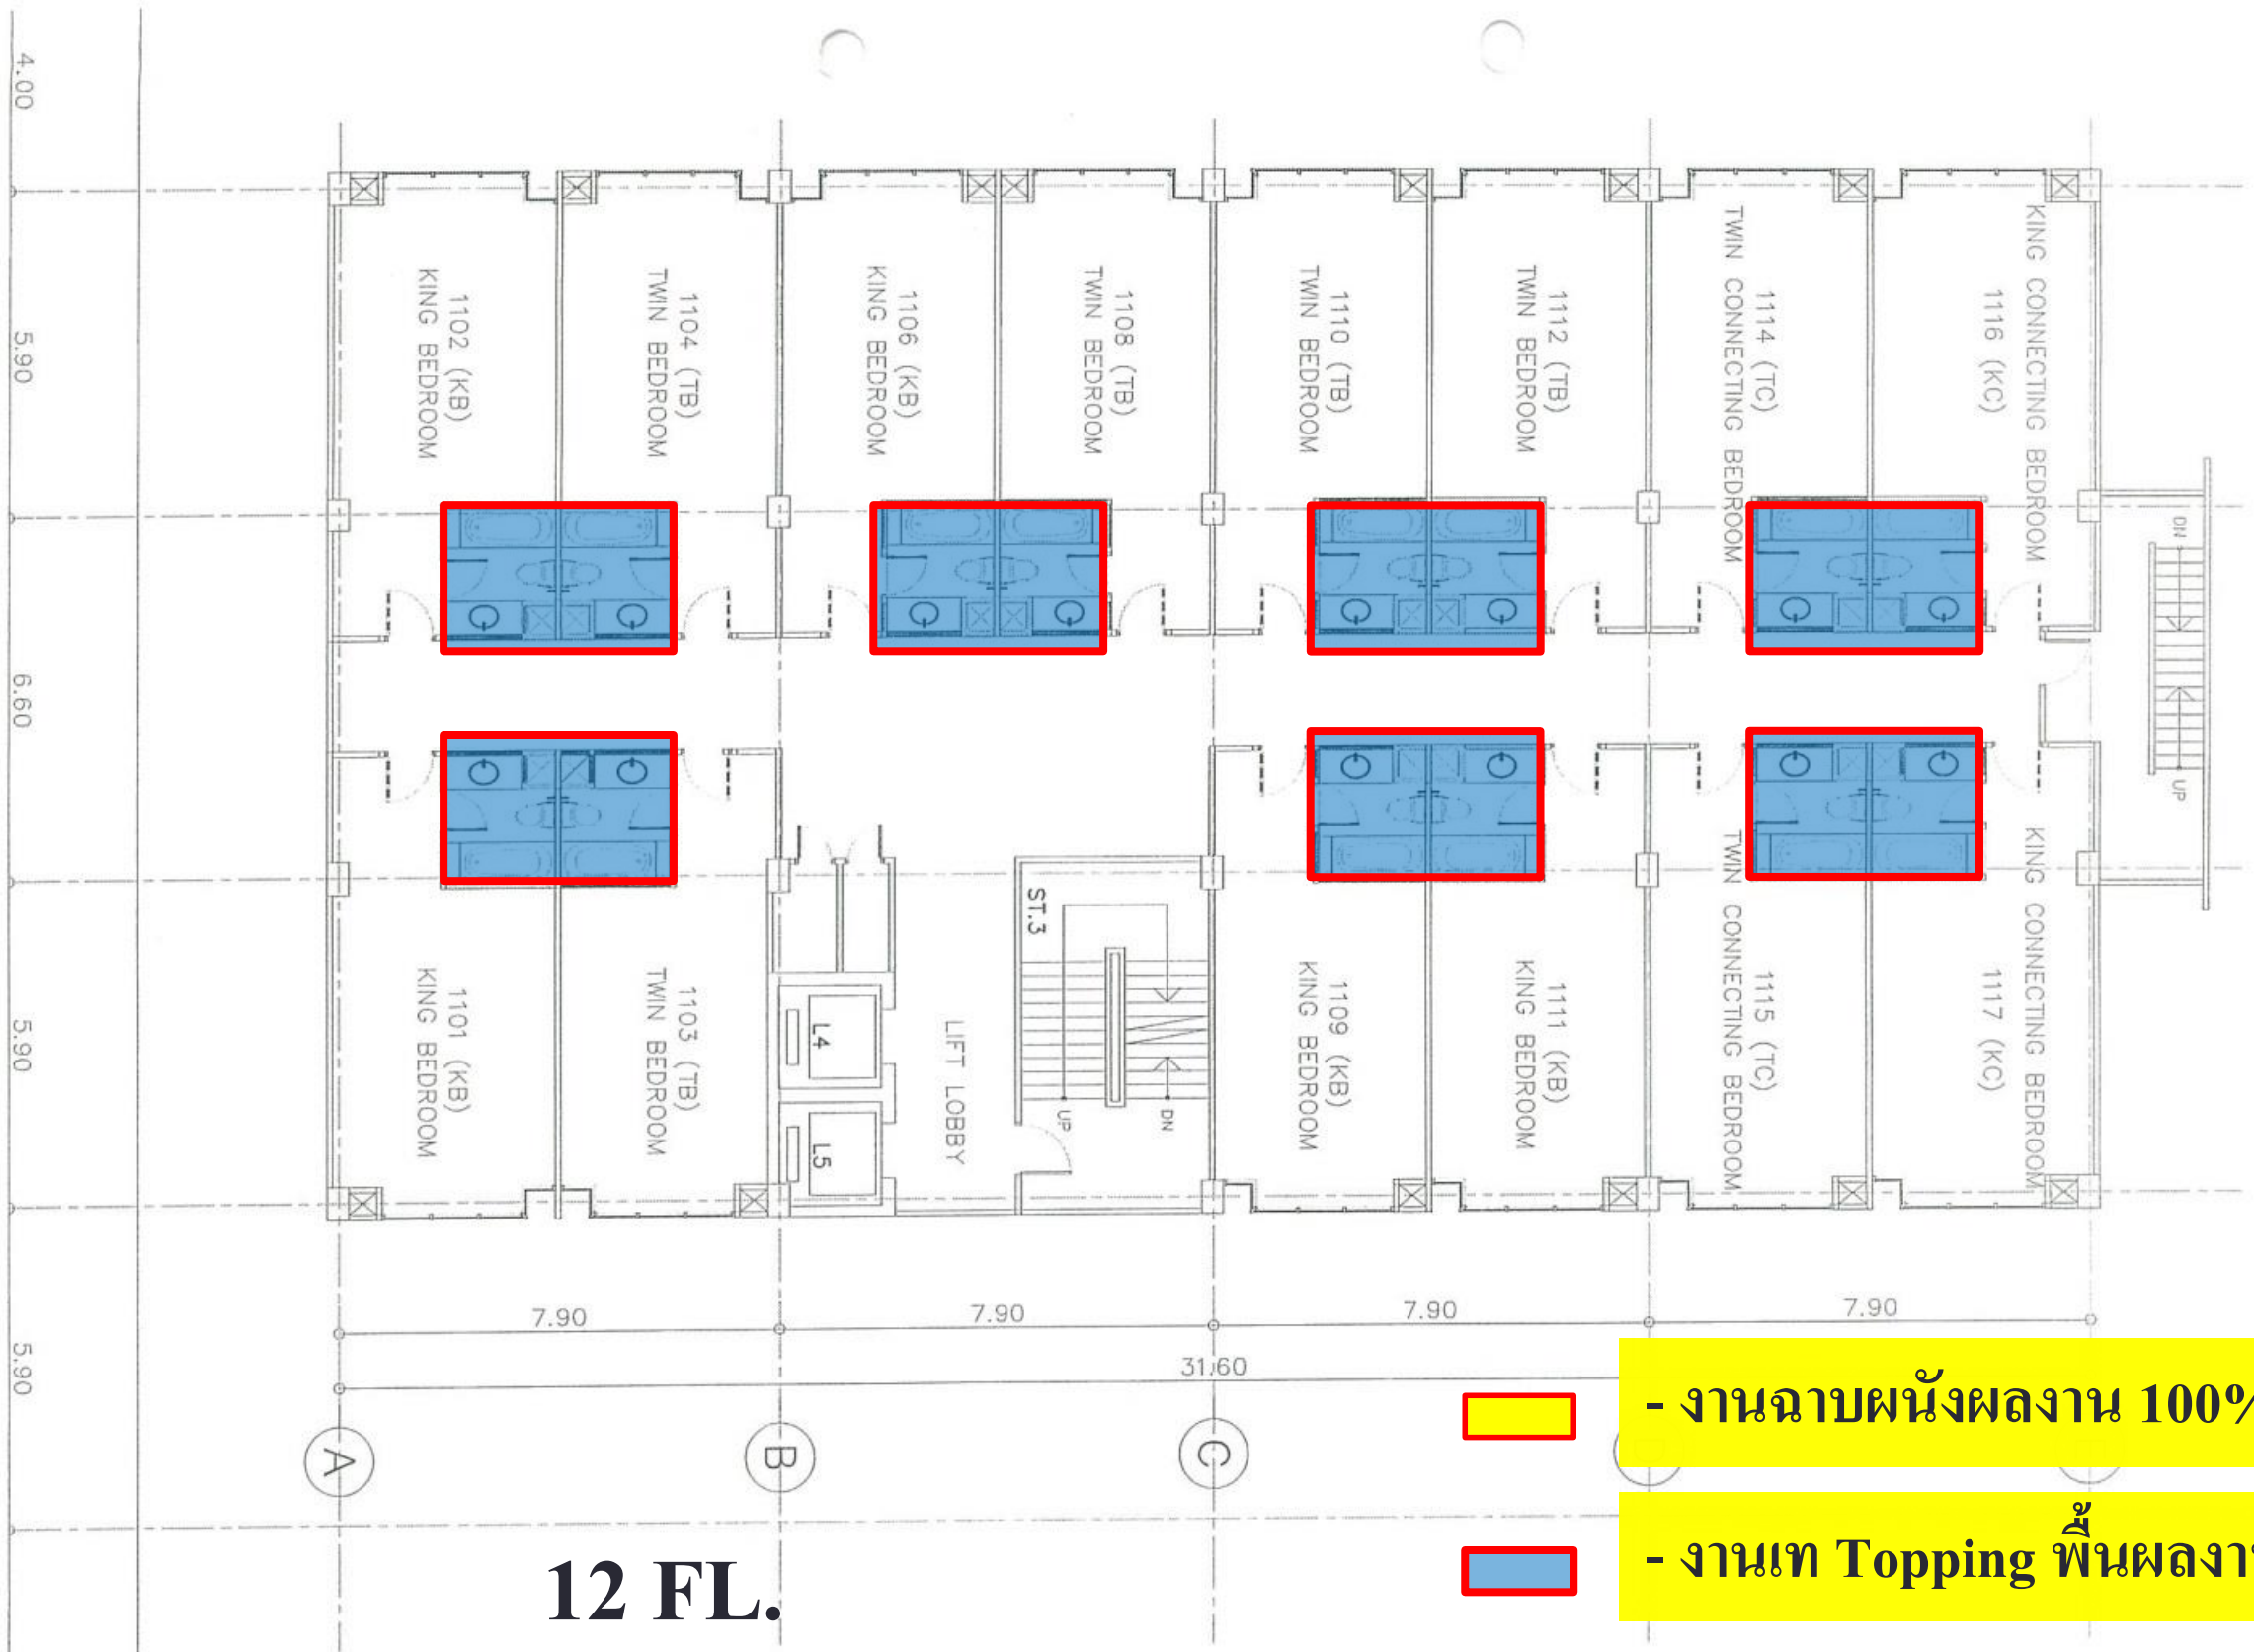 4.00
5.90
6.60
5.90
5.90
1102 (KB)
KING BEDROOM
1104 (TB)
TWIN BEDROOM
1106 (KB)
KING BEDROOM
1108 (TB)
TWIN BEDROOM
1110 (TB)
TWIN BEDROOM
1112 (TB)
TWIN BEDROOM
1114 (TC)
TWIN CONNECTING BEDROOM
KING CONNECTING BEDROOM
1116 (KC)
DN
UP
1101 (KB)
KING BEDROOM
1103 (TB)
TWIN BEDROOM
L4
L5
LIFT LOBBY
ST.3
UP
DN
1109 (KB)
KING BEDROOM
1111 (KB)
KING BEDROOM
1115 (TC)
TWIN CONNECTING BEDROOM
KING CONNECTING BEDROOM
1117 (KC)
7.90
7.90
7.90
7.90
31.60
A
B
C
- งานฉาบผนังผลงาน 100%
- งานเท Topping พื้นผลงาน
12 FL.